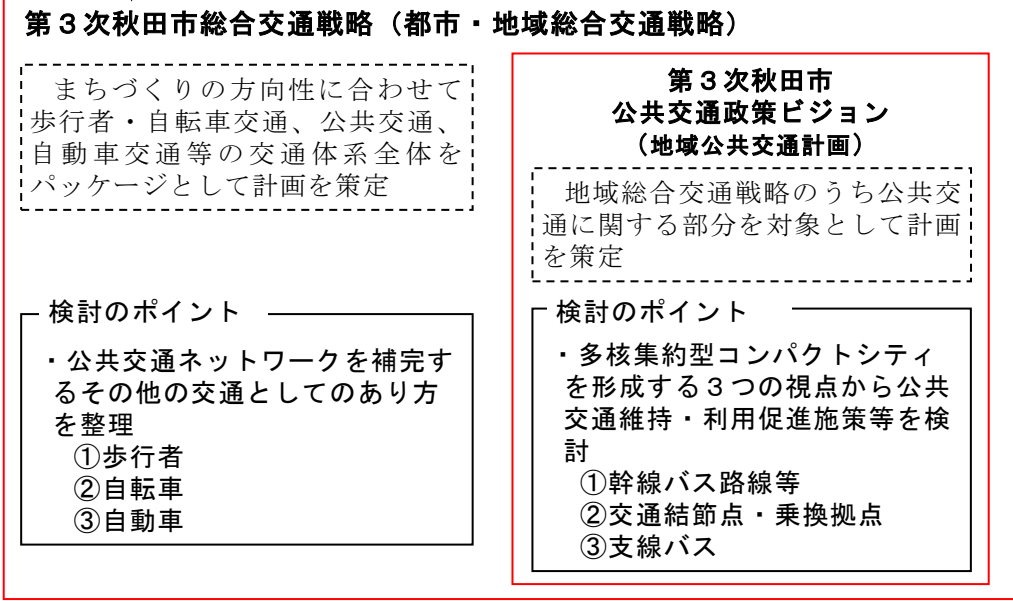 第３次秋田市総合交通戦略（都市・地域総合交通戦略）
まちづくりの方向性に合わせて
歩行者・自転車交通、公共交通、
自動車交通等の交通体系全体を
パッケージとして計画を策定
検討のポイント
・公共交通ネットワークを補完す
るその他の交通としてのあり方
を整理
①歩行者
②自転車
③自動車
第３次秋田市
公共交通政策ビジョン
（地域公共交通計画）
地域総合交通戦略のうち公共交
通に関する部分を対象として計画
を策定
検討のポイント
・多核集約型コンパクトシティ
を形成する３つの視点から公共
交通維持・利用促進施策等を検
討
①幹線バス路線等
②交通結節点・乗換拠点
③支線バス